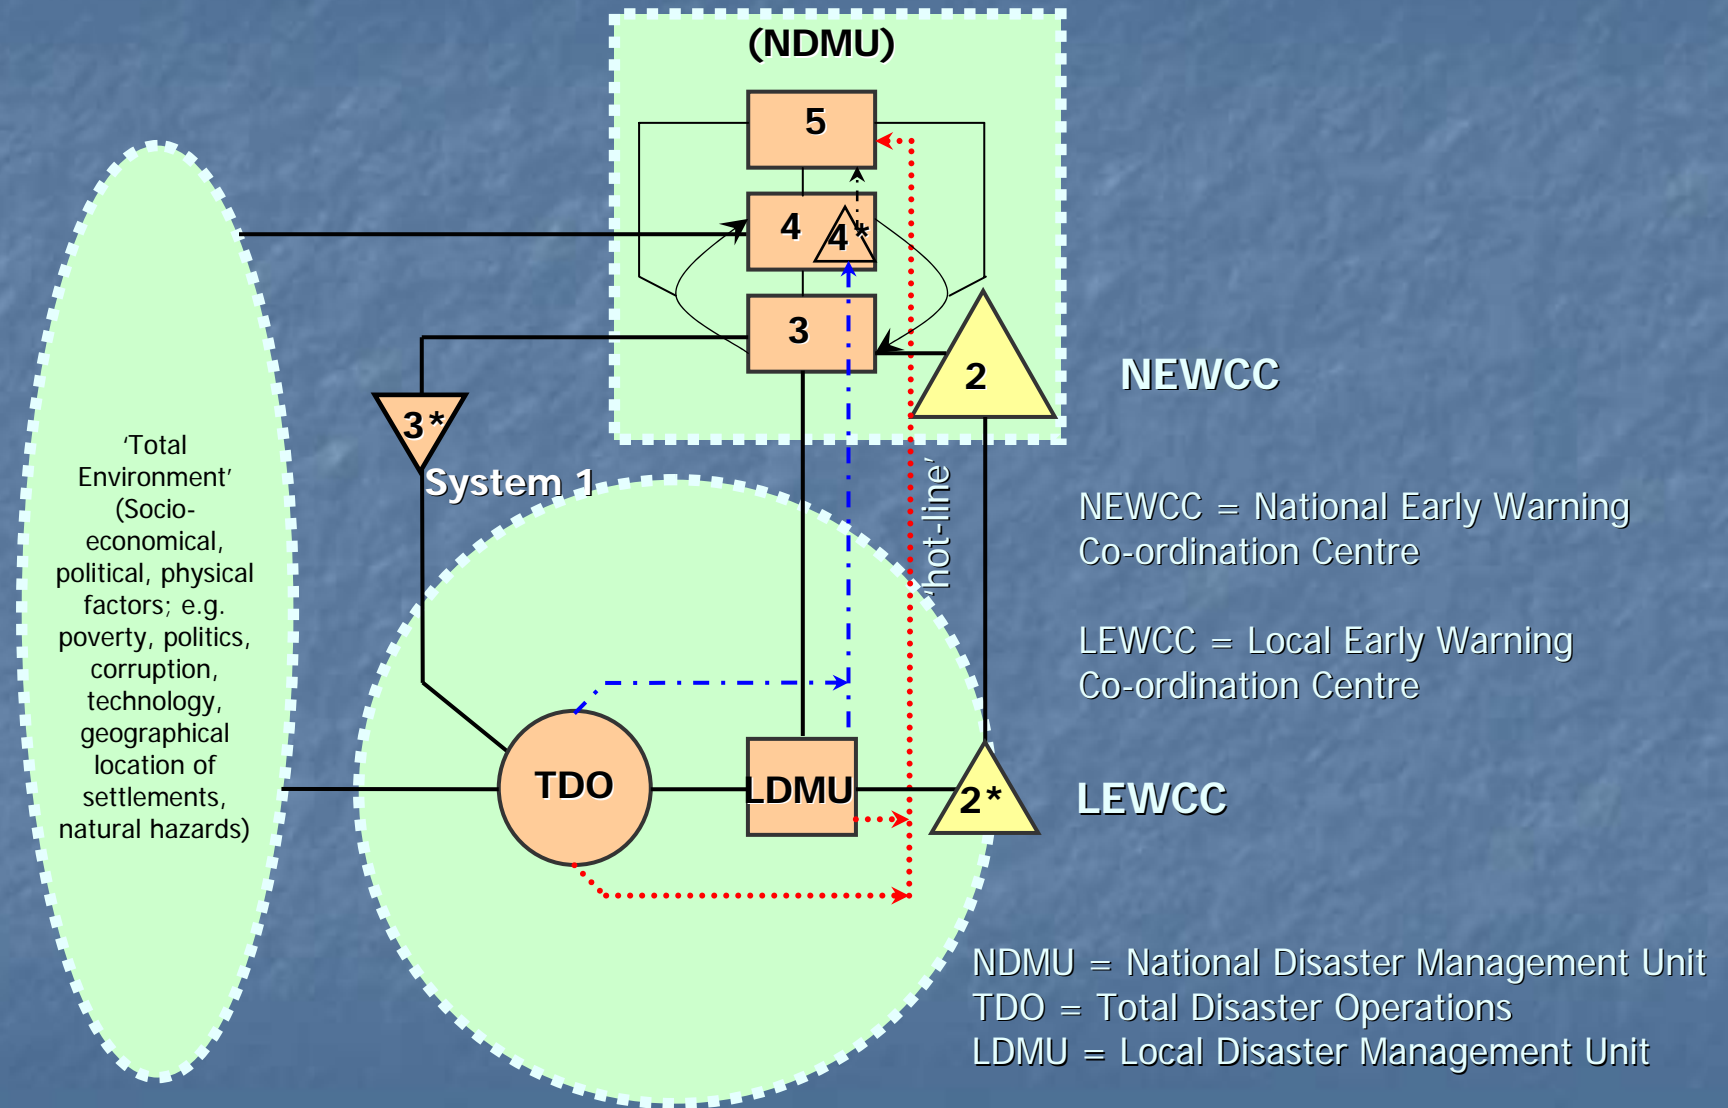 (NDMU)
5
4
4*
3
2
NEWCC
3*
System 1
'hot-line'
‘Total
Environment’
(Socio-
economical,
political, physical
factors; e.g.
poverty, politics,
corruption,
technology,
geographical
location of
settlements,
natural hazards)
NEWCC = National Early Warning
Co-ordination Centre
LEWCC = Local Early Warning
Co-ordination Centre
TDO
LDMU
2*
LEWCC
NDMU = National Disaster Management Unit
TDO = Total Disaster Operations
LDMU = Local Disaster Management Unit